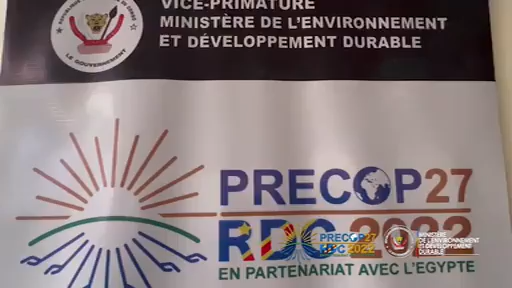 VICE-PRIMATURE
MINISTÈRE DE L'ENVIRONNEMENT
ET DÉVELOPPEMENT DURABLE
LE GOUVERNEMENT
PRECOP27
RDC 2022
EN PARTENARIAT AVEC L'EGYPTE
PRECOP27
RDC 2022
MINISTÈRE
DE L'ENVIRONNEMENT
ET DÉVELOPPEMENT
DURABLE